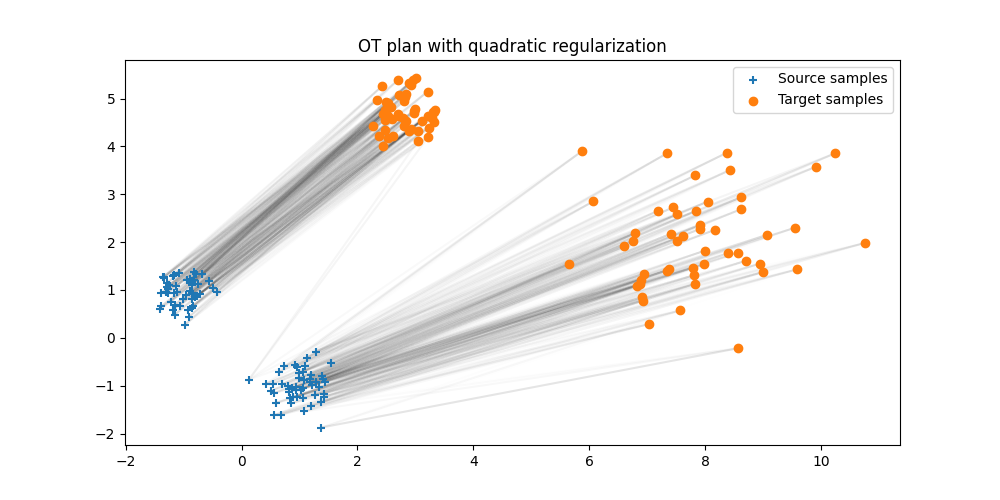 OT plan with quadratic regularization
Source samples
Target samples
5
4
3
2
1
0
−1
−2
−2 0 2 4 6 8 10